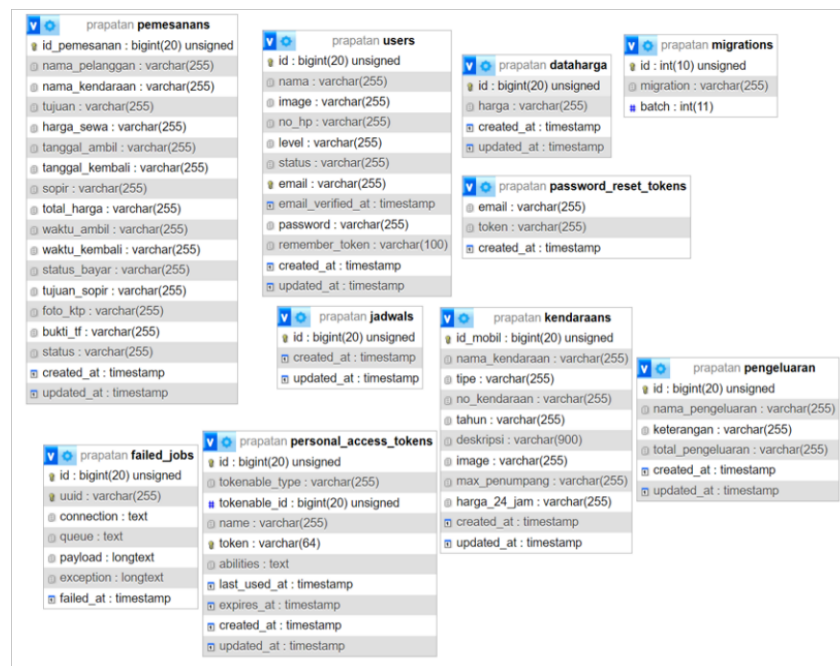 prapatan pemesanans
id_pemesanan : bigint(20) unsigned
nama_pelanggan : varchar(255)
nama_kendaraan : varchar(255)
tujuan : varchar(255)
harga_sewa : varchar(255)
tanggal_ambil : varchar(255)
tanggal_kembali : varchar(255)
sopir : varchar(255)
total_harga : varchar(255)
waktu_ambil : varchar(255)
waktu_kembali : varchar(255)
status_bayar : varchar(255)
tujuan_sopir : varchar(255)
foto_ktp : varchar(255)
bukti_tf : varchar(255)
status : varchar(255)
created_at : timestamp
updated_at : timestamp
prapatan users
id : bigint(20) unsigned
nama : varchar(255)
image : varchar(255)
no_hp : varchar(255)
level : varchar(255)
status : varchar(255)
email : varchar(255)
email_verified_at : timestamp
password : varchar(255)
remember_token : varchar(100)
created_at : timestamp
updated_at : timestamp
prapatan dataharga
id : bigint(20) unsigned
harga : varchar(255)
created_at : timestamp
updated_at : timestamp
prapatan migrations
id : int(10) unsigned
migration : varchar(255)
batch : int(11)
prapatan password_reset_tokens
email : varchar(255)
token : varchar(255)
created_at : timestamp
prapatan jadwals
id : bigint(20) unsigned
created_at : timestamp
updated_at : timestamp
prapatan kendaraans
id_mobil : bigint(20) unsigned
nama_kendaraan : varchar(255)
tipe : varchar(255)
no_kendaraan : varchar(255)
tahun : varchar(255)
deskripsi : varchar(900)
image : varchar(255)
max_penumpang : varchar(255)
harga_24_jam : varchar(255)
created_at : timestamp
updated_at : timestamp
prapatan pengeluaran
id : bigint(20) unsigned
nama_pengeluaran : varchar(255)
keterangan : varchar(255)
total_pengeluaran : varchar(255)
created_at : timestamp
updated_at : timestamp
prapatan failed_jobs
id : bigint(20) unsigned
uuid : varchar(255)
connection : text
queue : text
payload : longtext
exception : longtext
failed_at : timestamp
prapatan personal_access_tokens
id : bigint(20) unsigned
tokenable_type : varchar(255)
tokenable_id : bigint(20) unsigned
name : varchar(255)
token : varchar(64)
abilities : text
last_used_at : timestamp
expires_at : timestamp
created_at : timestamp
updated_at : timestamp